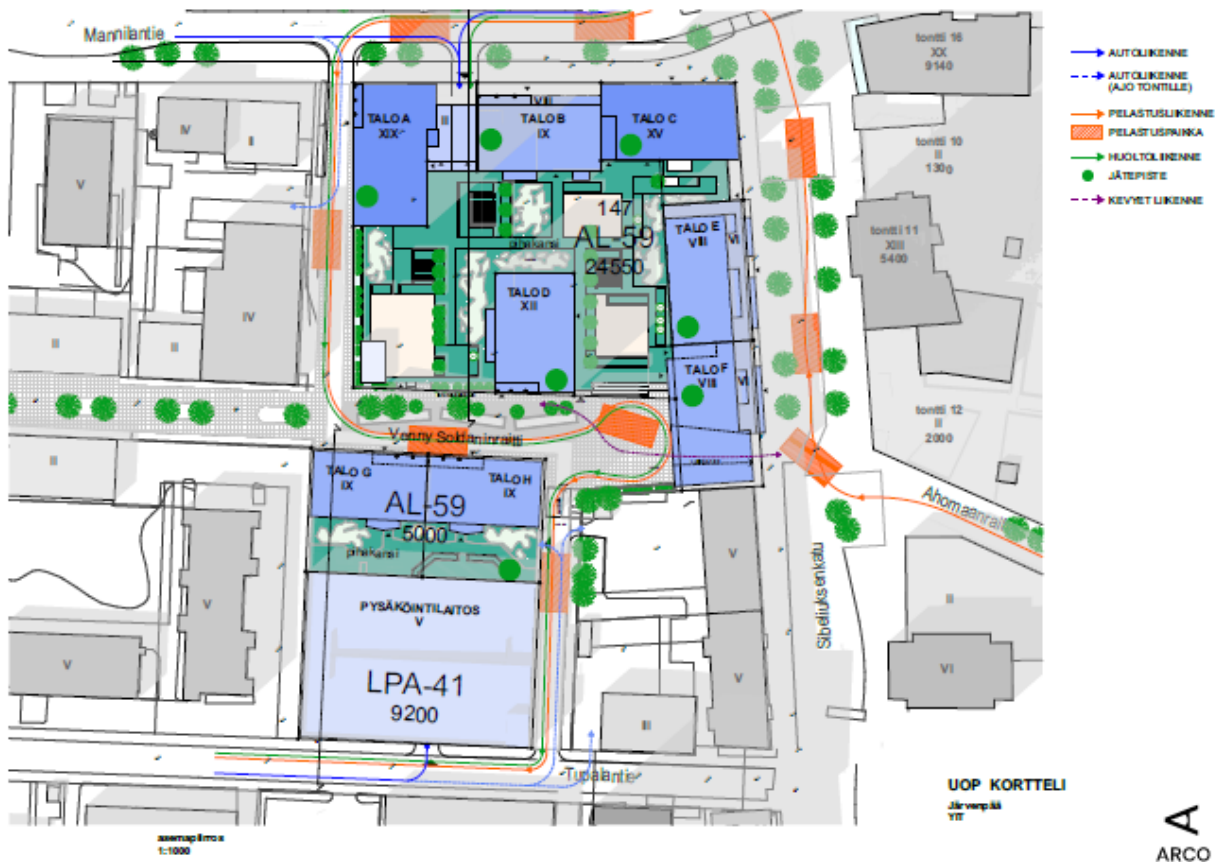 Mannilantie
AUTOLIIKENNE
AUTOLIIKENNE
(AJO TONTILLE)
PELASTUSLIIKENNE
PELASTUSPAIKKA
HUOLTOLIIKENNE
JÄTEPISTE
KEVYET LIIKENNE
tontti 16
XX
9140
TALO A
XIX
III
VIII
TALO B
IX
TALO C
XV
IV
II
V
tontti 10
II
1300
147
AL-59
24550
pihakansi
TALO E
VIII
VI
tontti 11
XIII
5400
TALO D
XII
IV
II
II
TALO F
VIII
VI
tontti 12
II
2000
Venny Soldaninraitti
II
TALO G
IX
TALO H
IX
AL-59
5000
pihakansi
Ahomaanraitti
V
V
V
PYSÄKÖINTILAITOS
V
LPA-41
9200
Sibeliuksenkatu
II
VI
V
III
Tupalantie
UOP KORTTELI
Järvenpää
YIT
asemapiirros
1:1000
ARCO